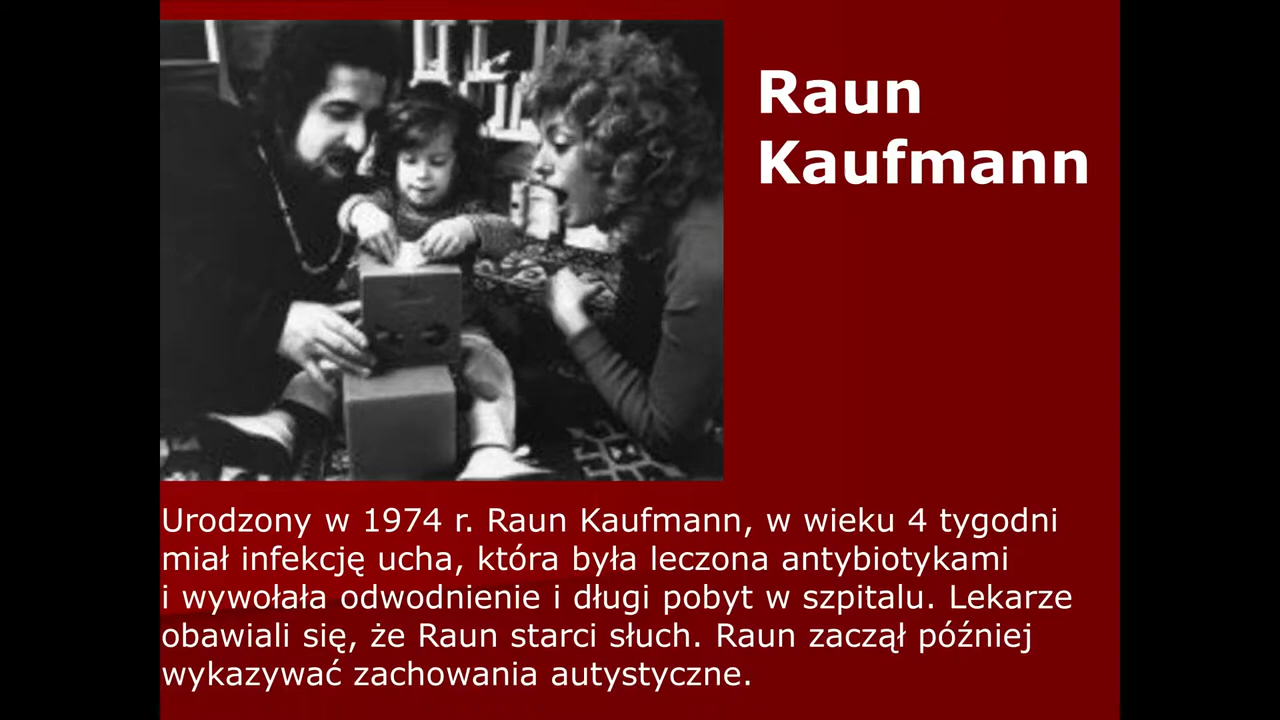 Raun
Kaufmann
Urodzony w 1974 r. Raun Kaufmann, w wieku 4 tygodni
miał infekcję ucha, która była leczona antybiotykami
i wywołała odwodnienie i długi pobyt w szpitalu. Lekarze
obawiali się, że Raun starci słuch. Raun zaczął później
wykazywać zachowania autystyczne.